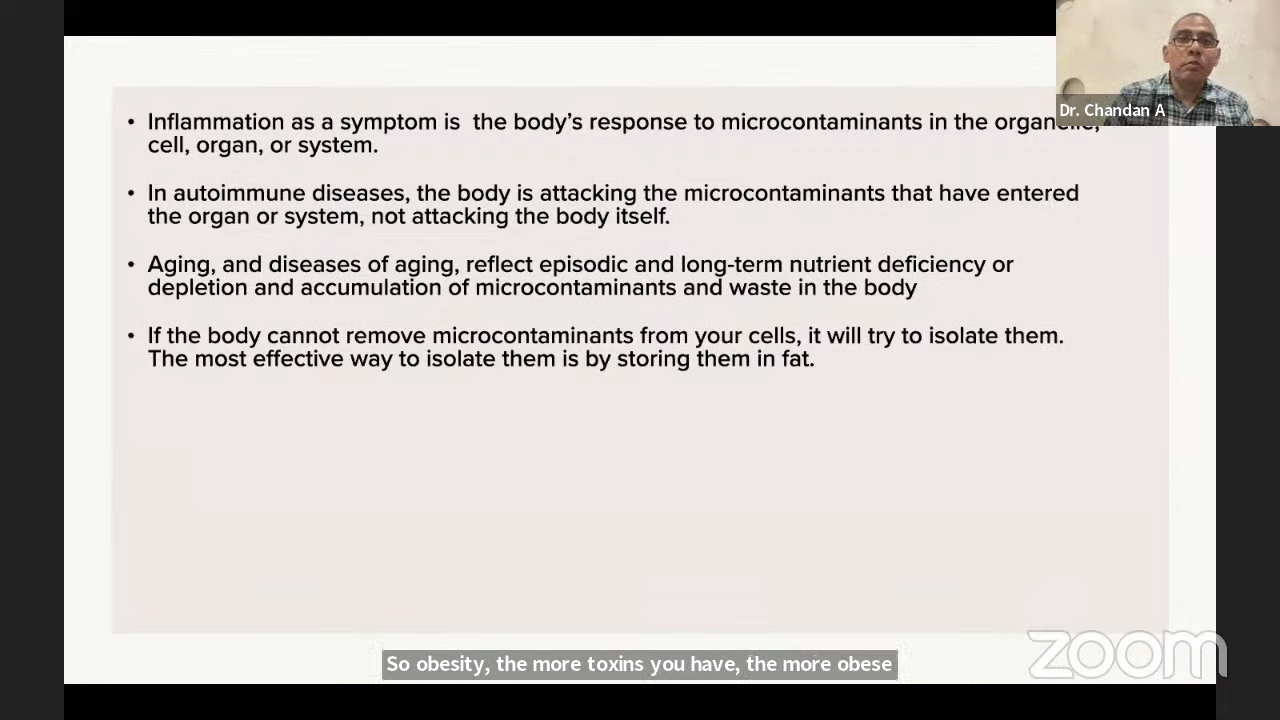 • Inflammation as a symptom is the body's response to microcontaminants in the
cell, organ, or system.
• In autoimmune diseases, the body is attacking the microcontaminants that have entered
the organ or system, not attacking the body itself.
• Aging, and diseases of aging, reflect episodic and long-term nutrient deficiency or
depletion and accumulation of microcontaminants and waste in the body
• If the body cannot remove microcontaminants from your cells, it will try to isolate them.
The most effective way to isolate them is by storing them in fat.
Dr. Chandan A
So obesity, the more toxins you have, the more obese
zoom